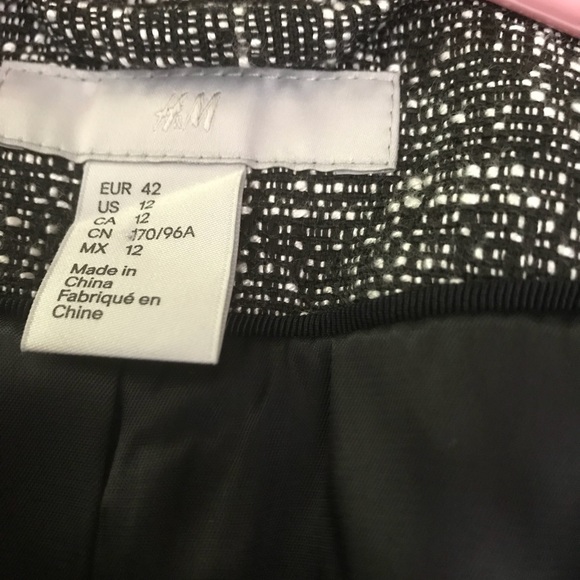 H&M
EUR 42
US 12
CA 12
CN 170/96A
MX 12
Made in
China
Fabriqué en
Chine